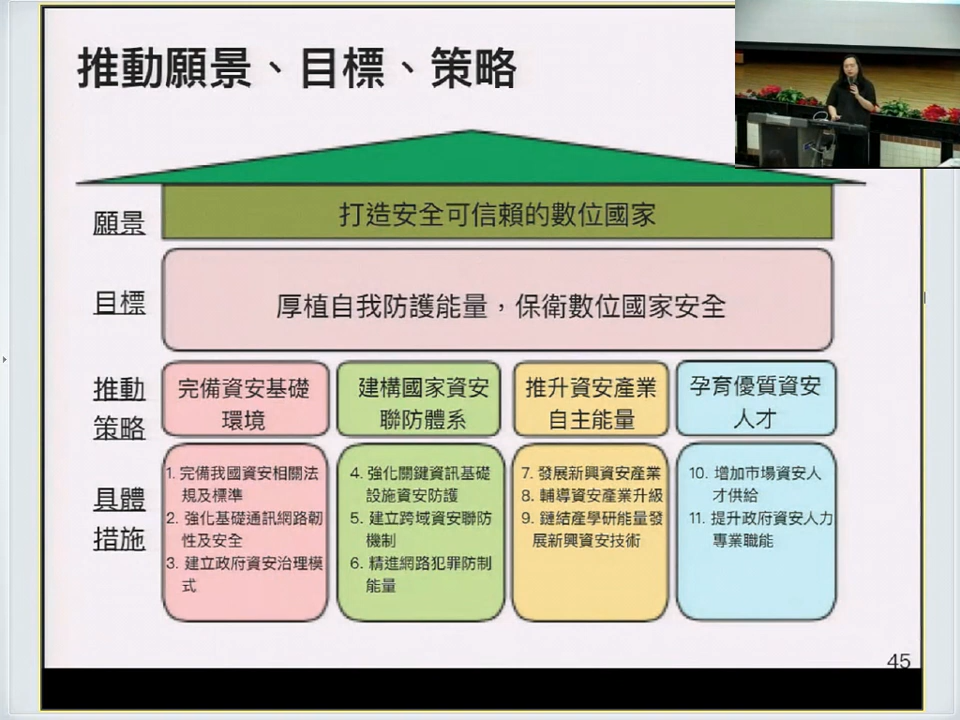 推動願景、目標、策略
願景
打造安全可信賴的數位國家
目標
厚植自我防護能量，保衛數位國家安全
推動
策略
完備資安基礎
環境
建構國家資安
聯防體系
推升資安產業
自主能量
孕育優質資安
人才
具體
措施
1. 完備我國資安相關法
規及標準
2. 強化基礎通訊網路韌
性及安全
3. 建立政府資安治理模
式
4. 強化關鍵資訊基礎
設施資安防護
5. 建立跨域資安聯防
機制
6. 精進網路犯罪防制
能量
7. 發展新興資安產業
8. 輔導資安產業升級
9. 鏈結產學研能量發
展新興資安技術
10. 增加市場資安人
才供給
11. 提升政府資安人力
專業職能
45